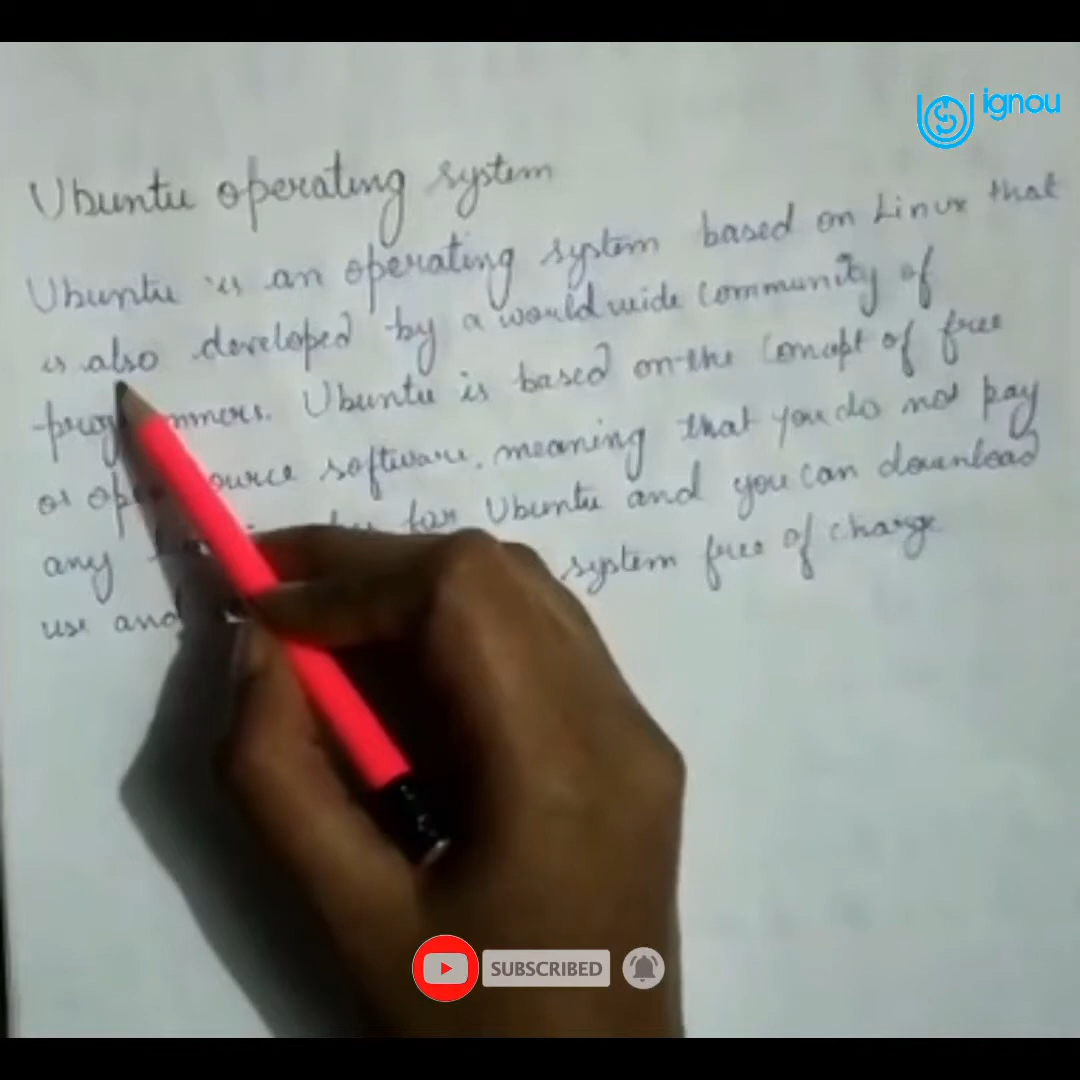 ignou
Ubuntu operating system
Ubuntu is an operating system based on Linux that
is also developed by a worldwide community of
programmers. Ubuntu is based on the concept of free
or open source software, meaning that you do not pay
any for Ubuntu and you can download
use and system free of charge
SUBSCRIBED